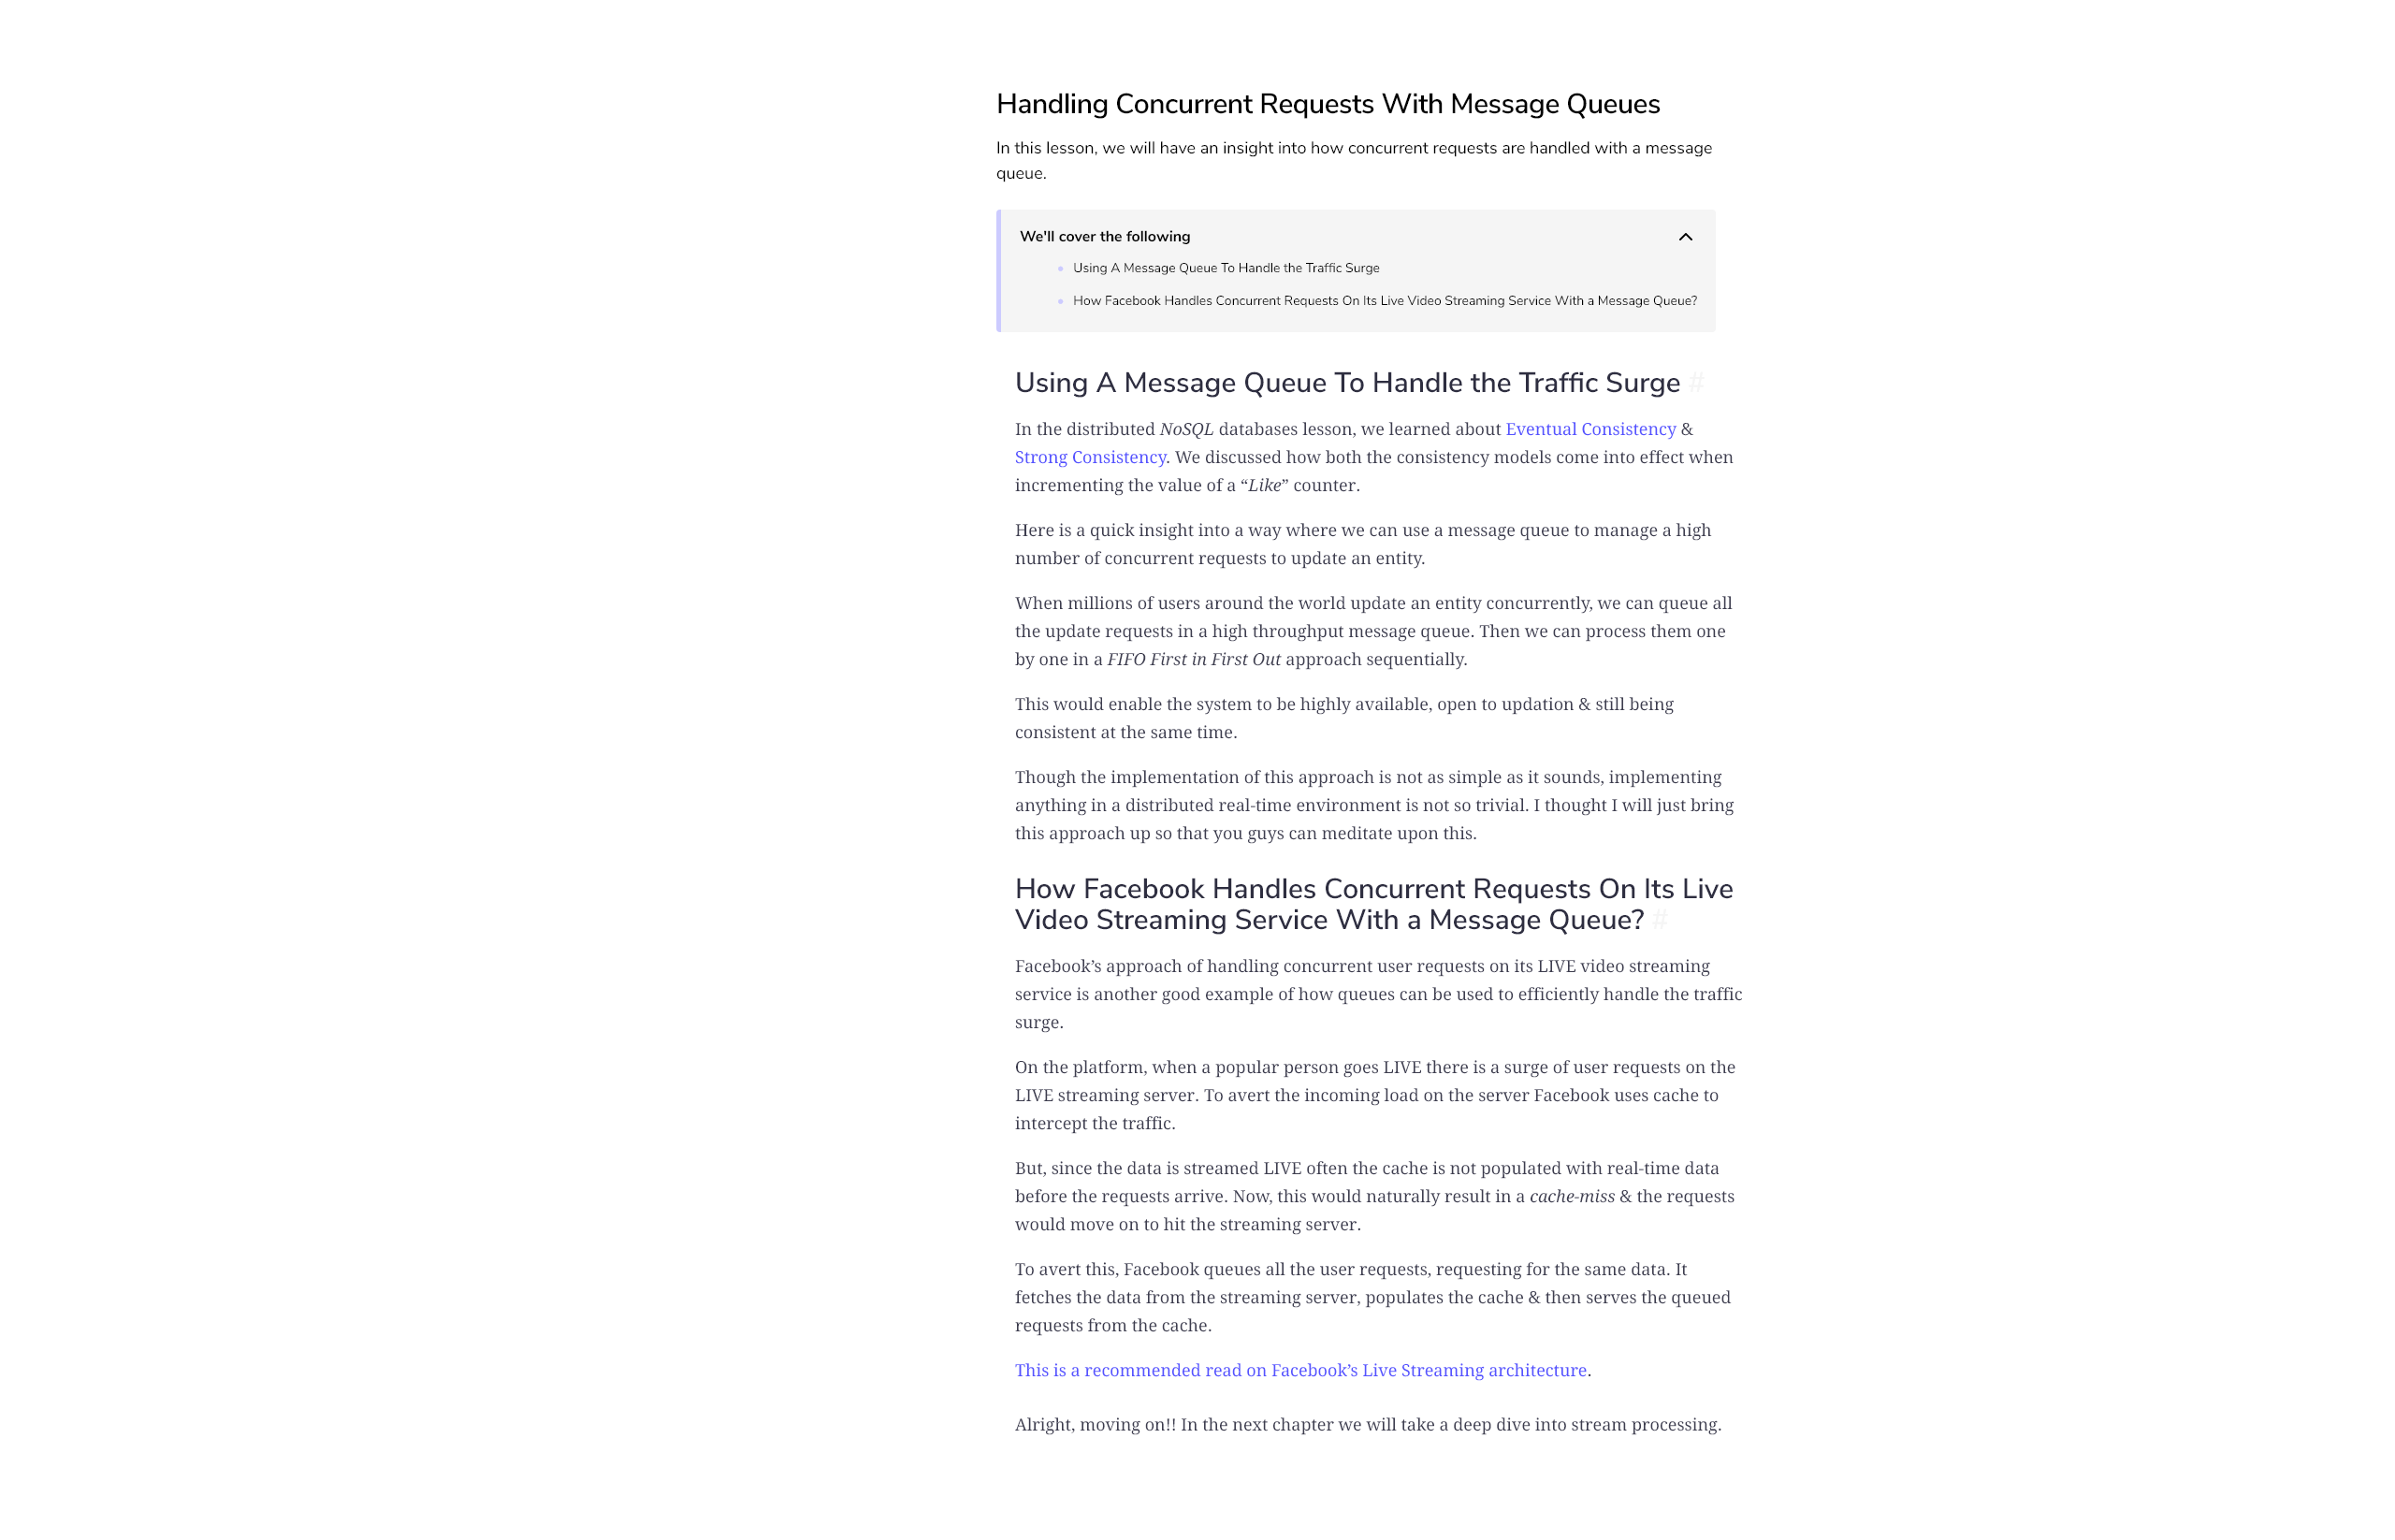 Handling Concurrent Requests With Message Queues
In this lesson, we will have an insight into how concurrent requests are handled with a message
queue.
We'll cover the following
Using A Message Queue To Handle the Traffic Surge
How Facebook Handles Concurrent Requests On Its Live Video Streaming Service With a Message Queue?
Using A Message Queue To Handle the Traffic Surge #
In the distributed NoSQL databases lesson, we learned about Eventual Consistency &
Strong Consistency. We discussed how both the consistency models come into effect when
incrementing the value of a “Like” counter.
Here is a quick insight into a way where we can use a message queue to manage a high
number of concurrent requests to update an entity.
When millions of users around the world update an entity concurrently, we can queue all
the update requests in a high throughput message queue. Then we can process them one
by one in a FIFO First in First Out approach sequentially.
This would enable the system to be highly available, open to updation & still being
consistent at the same time.
Though the implementation of this approach is not as simple as it sounds, implementing
anything in a distributed real-time environment is not so trivial. I thought I will just bring
this approach up so that you guys can meditate upon this.
How Facebook Handles Concurrent Requests On Its Live
Video Streaming Service With a Message Queue? #
Facebook’s approach of handling concurrent user requests on its LIVE video streaming
service is another good example of how queues can be used to efficiently handle the traffic
surge.
On the platform, when a popular person goes LIVE there is a surge of user requests on the
LIVE streaming server. To avert the incoming load on the server Facebook uses cache to
intercept the traffic.
But, since the data is streamed LIVE often the cache is not populated with real-time data
before the requests arrive. Now, this would naturally result in a cache-miss & the requests
would move on to hit the streaming server.
To avert this, Facebook queues all the user requests, requesting for the same data. It
fetches the data from the streaming server, populates the cache & then serves the queued
requests from the cache.
This is a recommended read on Facebook’s Live Streaming architecture.
Alright, moving on!! In the next chapter we will take a deep dive into stream processing.